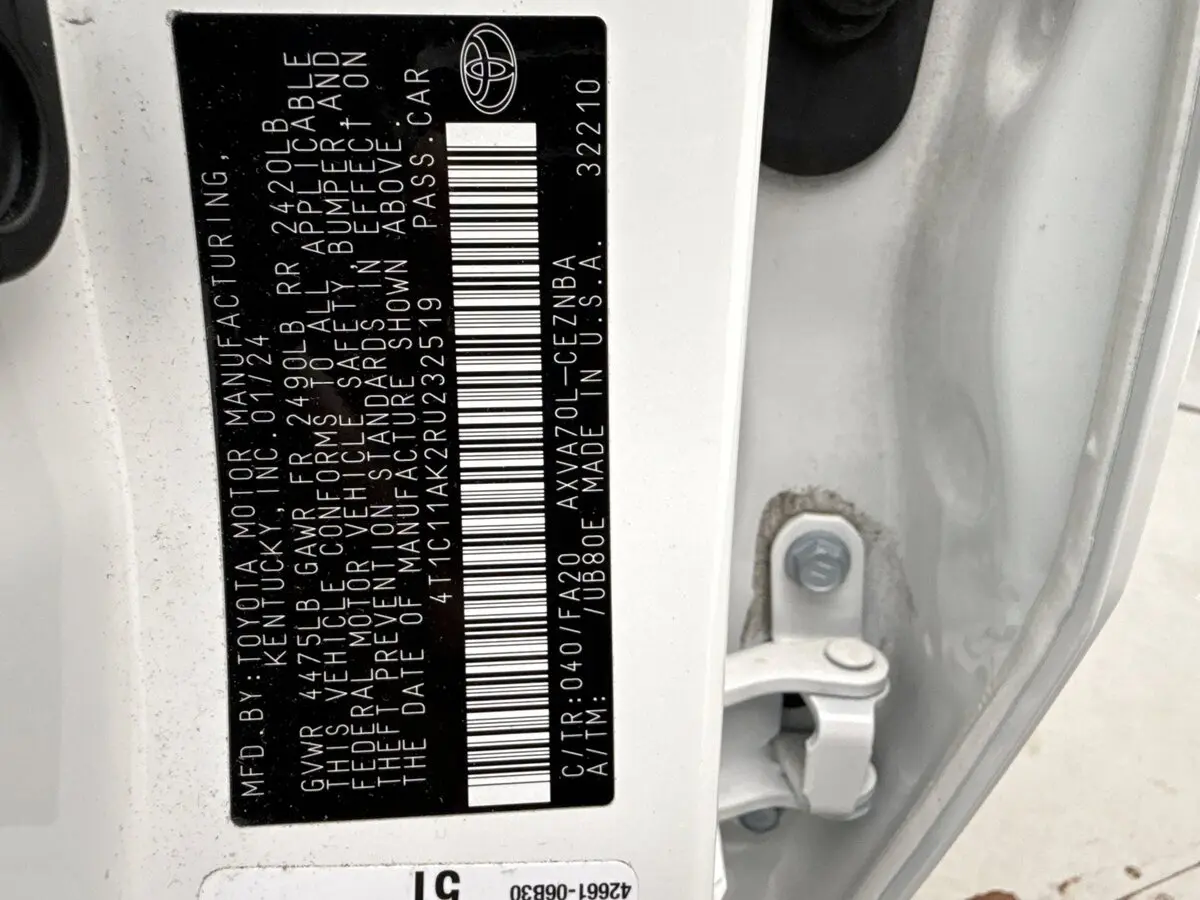 MFD.BY:TOYOTA MOTOR MANUFACTURING,
KENTUCKY,INC.01/24
GVWR 4475LB GAWR FR 2490LB RR 2420LB
THIS VEHICLE CONFORMS TO ALL APPLICABLE
FEDERAL MOTOR VEHICLE SAFETY,BUMPER,AND
THEFT PREVENTION STANDARDS IN EFFECT ON
THE DATE OF MANUFACTURE SHOWN ABOVE.
4T1C11AK2RU232519 PASS.CAR
C/TR:040/FA20 AXVA70L-CEZNBA
A/TM: /UB80E MADE IN U.S.A. 32210
42661-06B30
51